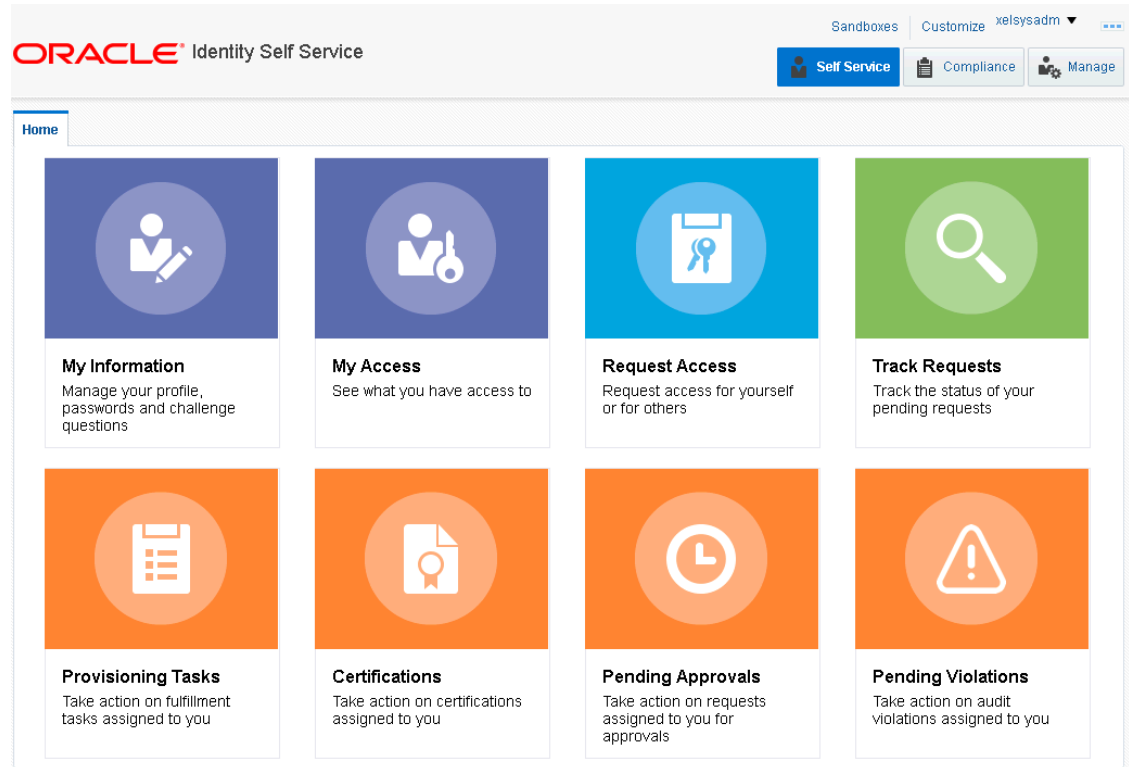 Sandboxes Customize xelsysadm
ORACLE Identity Self Service
Self Service Compliance Manage
Home
My Information
Manage your profile,
passwords and challenge
questions
My Access
See what you have access to
Request Access
Request access for yourself
or for others
Track Requests
Track the status of your
pending requests
Provisioning Tasks
Take action on fulfillment
tasks assigned to you
Certifications
Take action on certifications
assigned to you
Pending Approvals
Take action on requests
assigned to you for
approvals
Pending Violations
Take action on audit
violations assigned to you